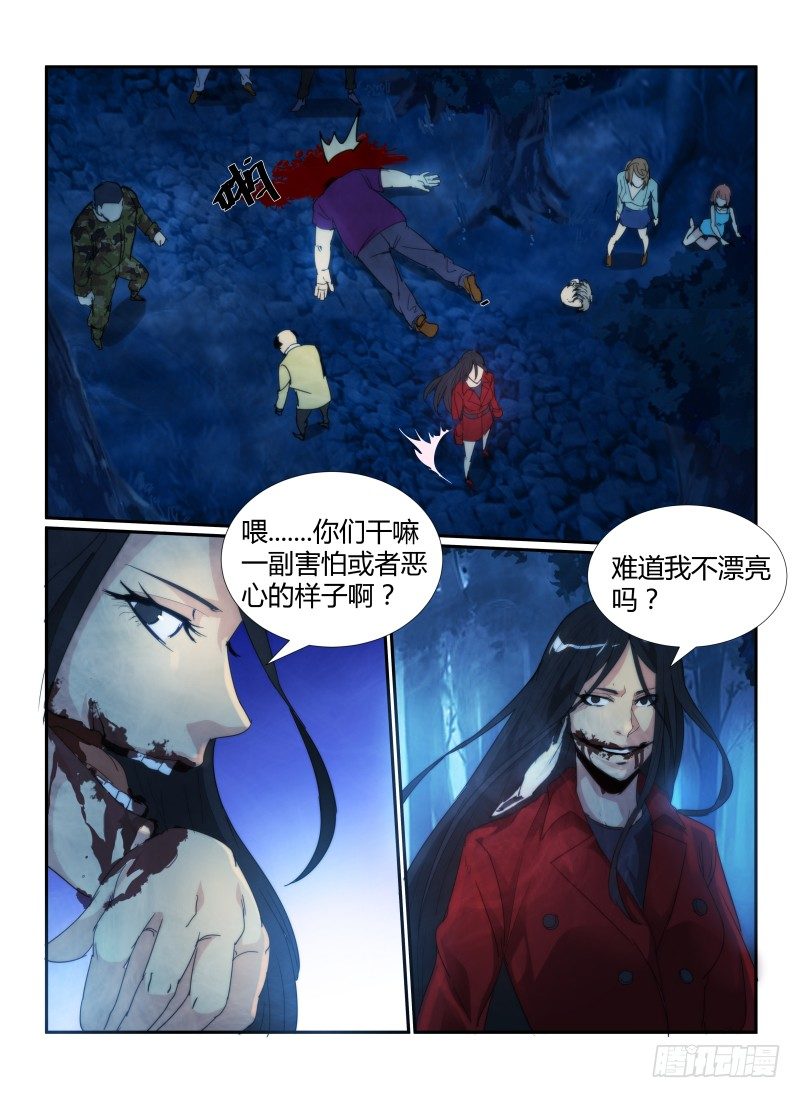 啪
喂.......你们干嘛
一副害怕或者恶
心的样子啊？
难道我不漂亮
吗？
腾讯动漫